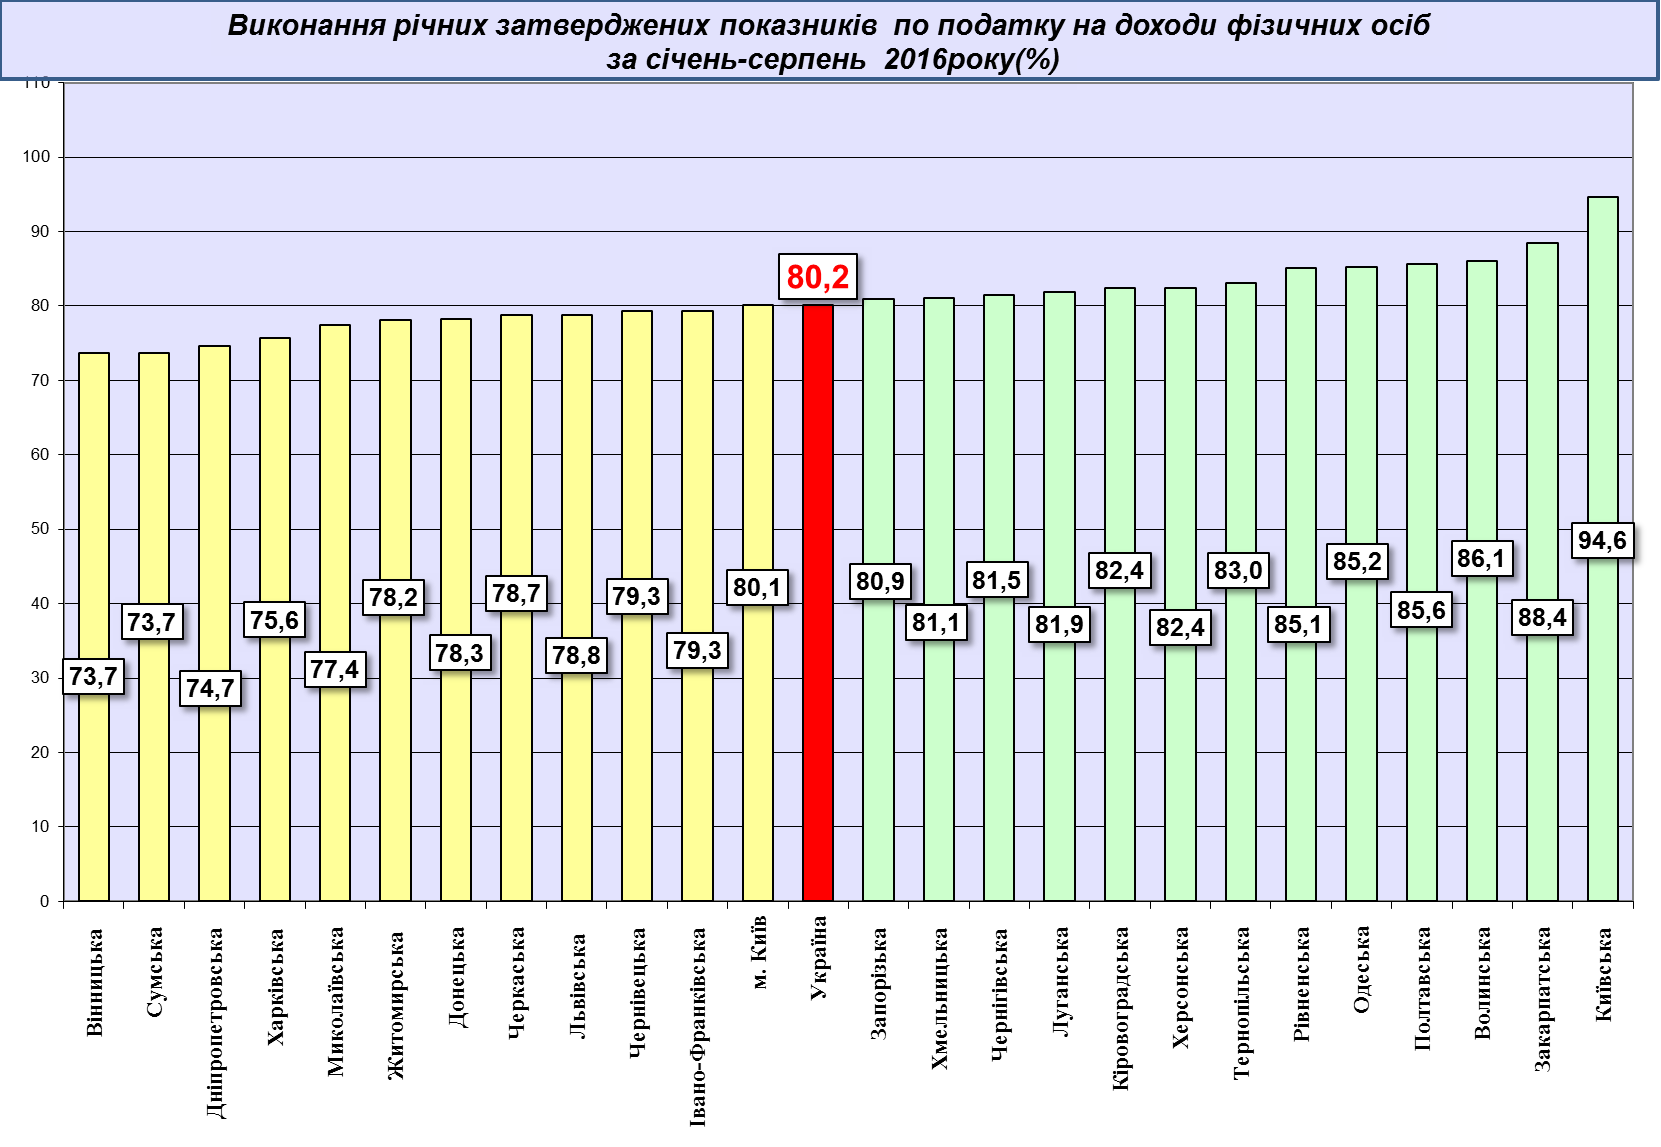 Виконання річних затверджених показників по податку на доходи фізичних осіб
за січень-серпень 2016року(%)
110
100
90
80
70
60
50
40
30
20
10
0
73,7
73,7
74,7
75,6
77,4
78,2
78,3
78,7
78,8
79,3
79,3
80,1
80,2
80,9
81,1
81,5
81,9
82,4
82,4
83,0
85,1
85,2
85,6
86,1
88,4
94,6
Вінницька
Сумська
Дніпропетровська
Харківська
Миколаївська
Житомирська
Донецька
Черкаська
Львівська
Чернівецька
Івано-Франківська
м. Київ
Україна
Запорізька
Хмельницька
Чернігівська
Луганська
Кіровоградська
Херсонська
Тернопільська
Рівненська
Одеська
Полтавська
Волинська
Закарпатська
Київська